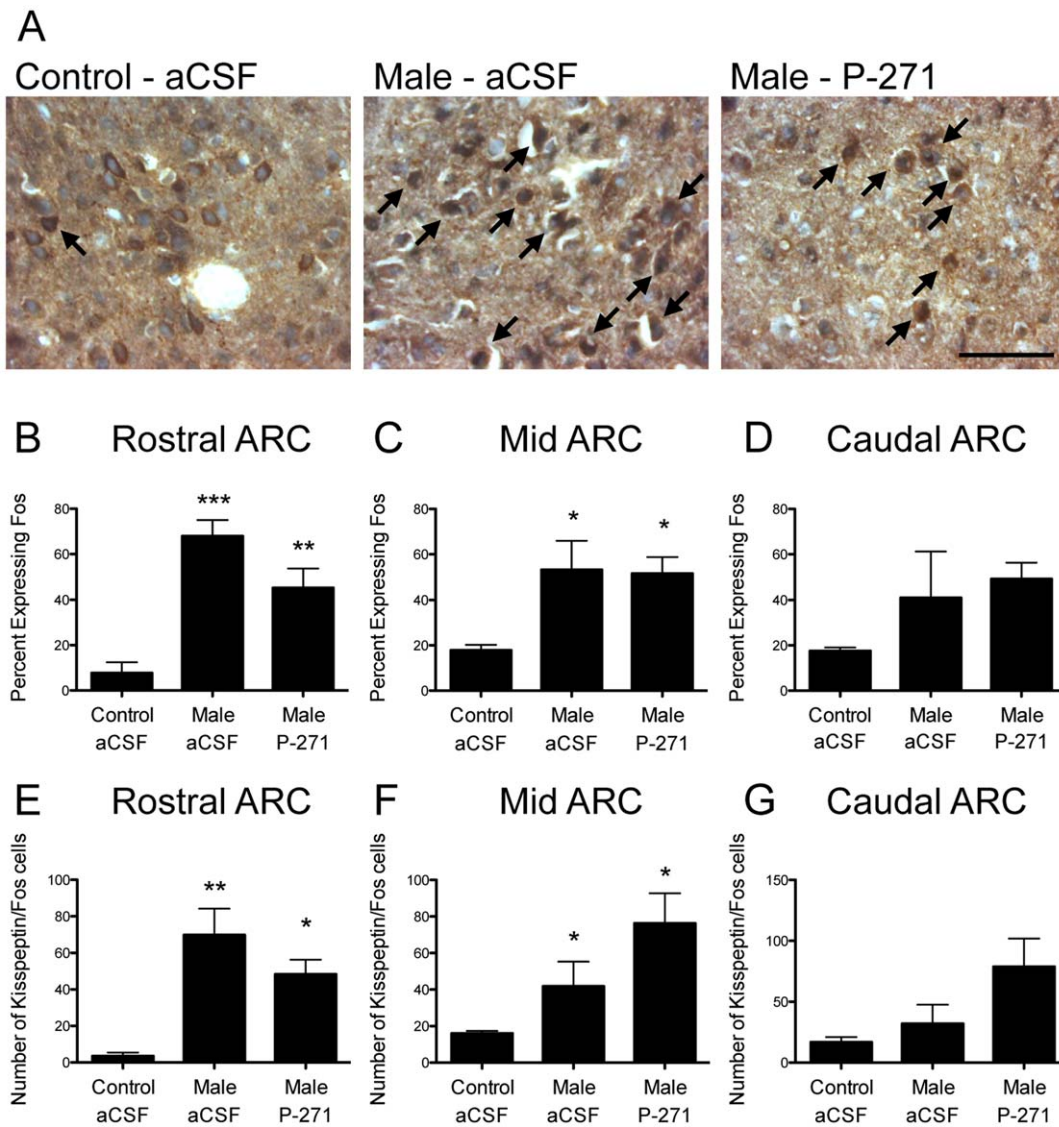 A
Control - aCSF
Male - aCSF
Male - P-271
B
Rostral ARC
Percent Expressing Fos
80
60
40
20
0
***
**
Control
aCSF
Male
aCSF
Male
P-271
C
Mid ARC
Percent Expressing Fos
80
60
40
20
0
*
*
Control
aCSF
Male
aCSF
Male
P-271
D
Caudal ARC
Percent Expressing Fos
80
60
40
20
0
Control
aCSF
Male
aCSF
Male
P-271
E
Rostral ARC
Number of Kisspeptin/Fos cells
100
80
60
40
20
0
**
*
Control
aCSF
Male
aCSF
Male
P-271
F
Mid ARC
Number of Kisspeptin/Fos cells
100
80
60
40
20
0
*
*
Control
aCSF
Male
aCSF
Male
P-271
G
Caudal ARC
Number of Kisspeptin/Fos cells
150
100
50
0
Control
aCSF
Male
aCSF
Male
P-271